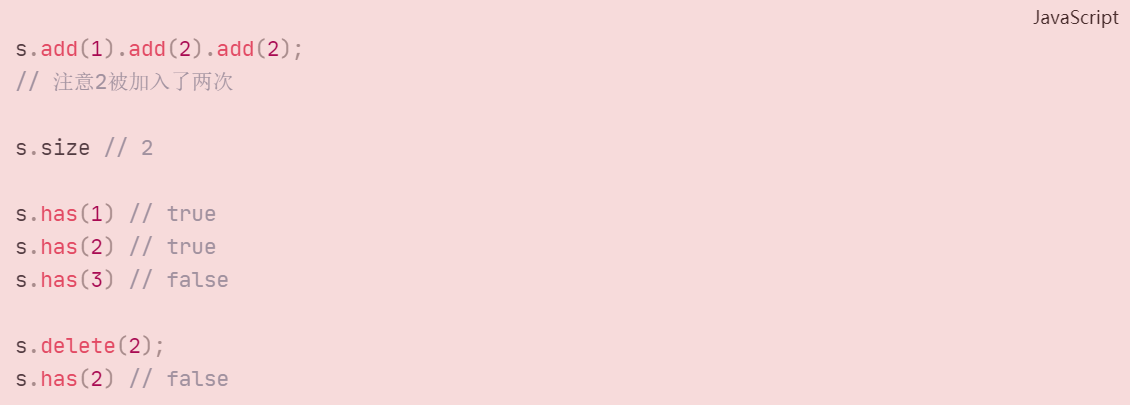 JavaScript
s.add(1).add(2).add(2);
// 注意2被加入了两次
s.size // 2
s.has(1) // true
s.has(2) // true
s.has(3) // false
s.delete(2);
s.has(2) // false